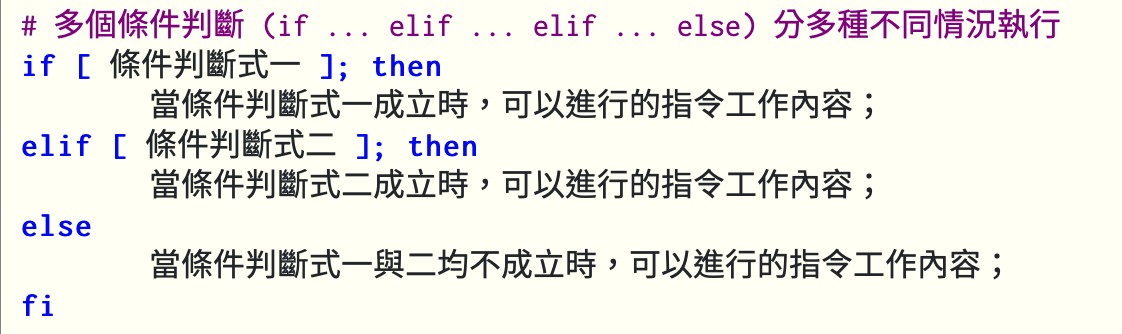 # 多個條件判斷 (if ... elif ... elif ... else) 分多種不同情況執行
if [ 條件判斷式一 ]; then
當條件判斷式一成立時，可以進行的指令工作內容；
elif [ 條件判斷式二 ]; then
當條件判斷式二成立時，可以進行的指令工作內容；
else
當條件判斷式一與二均不成立時，可以進行的指令工作內容；
fi